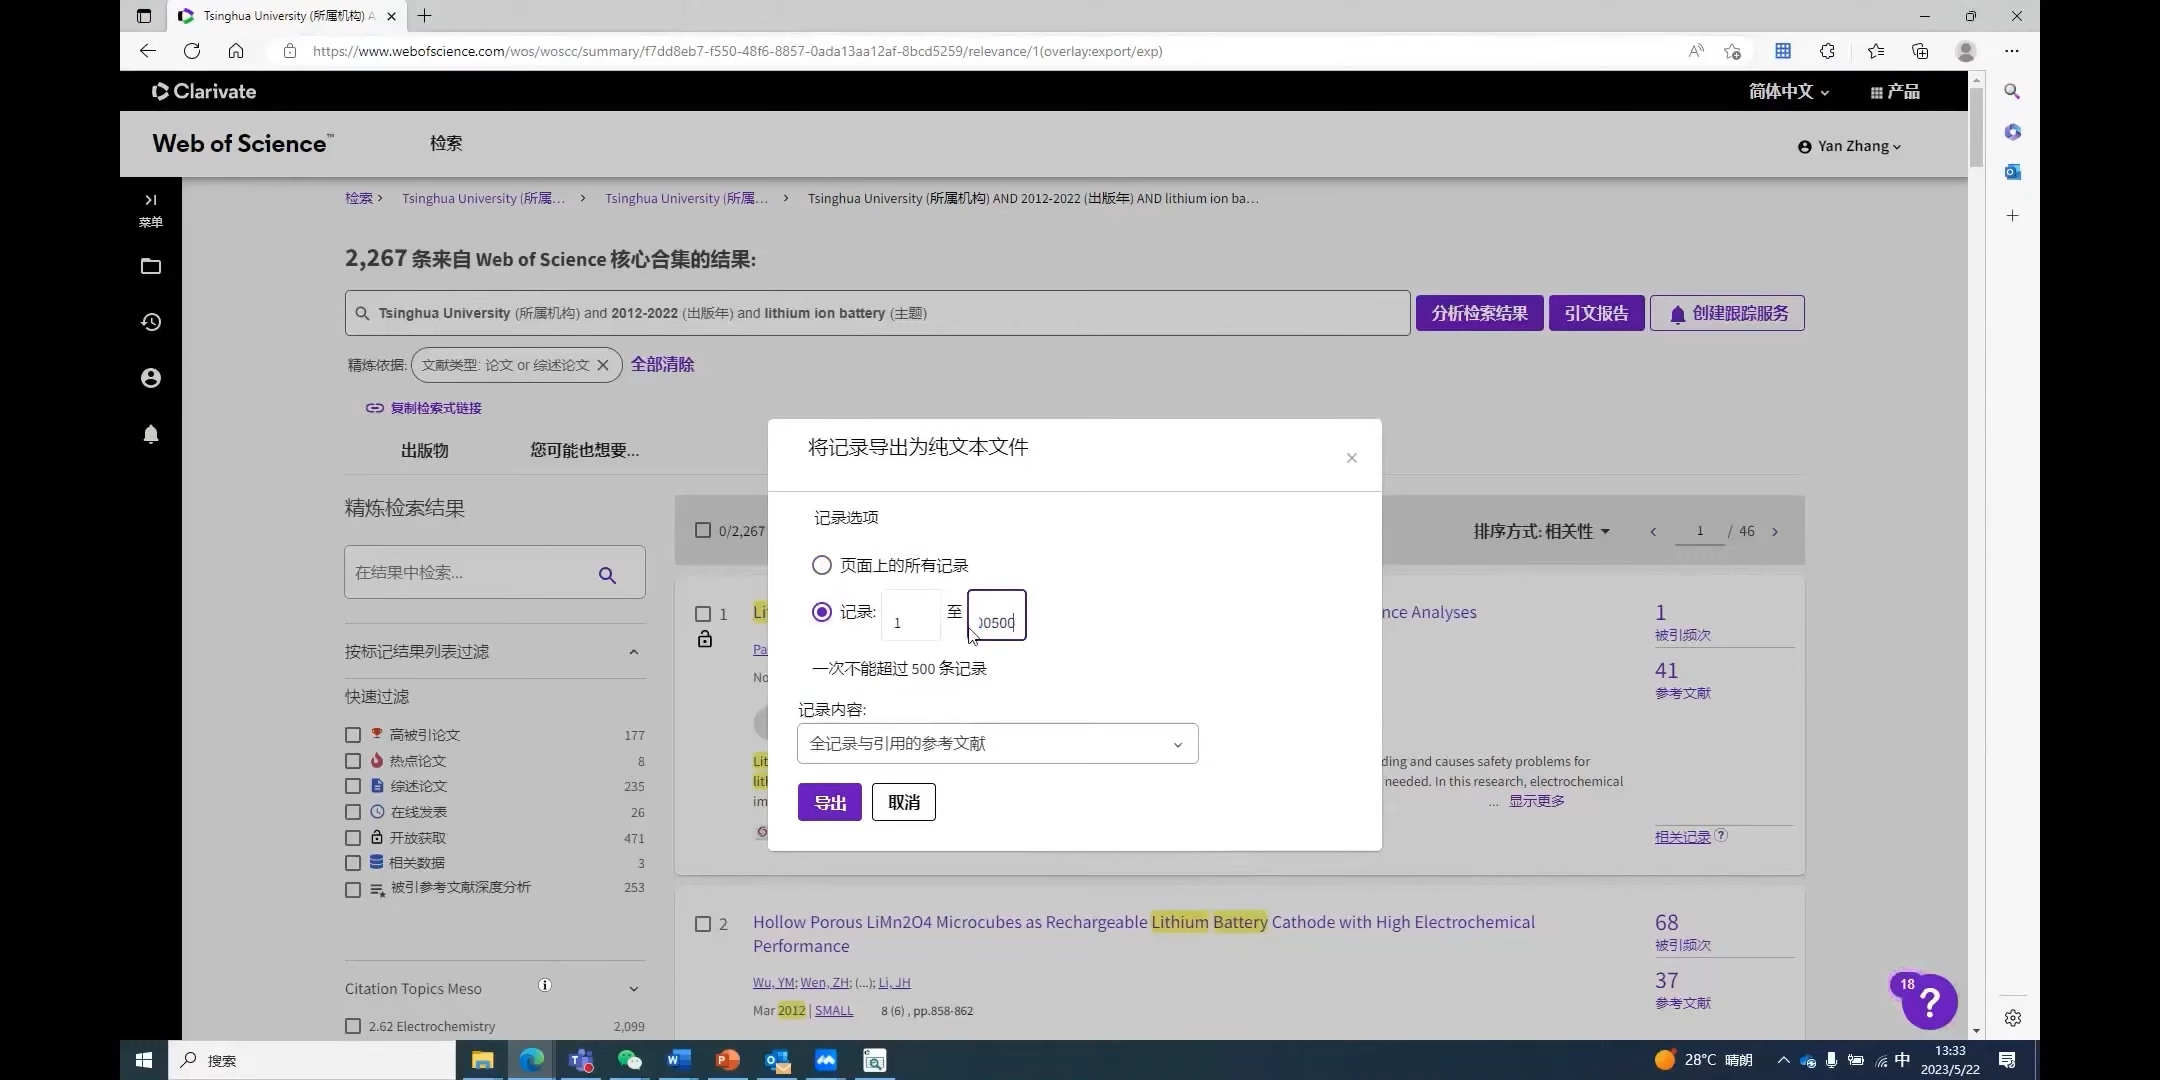 Tsinghua University (所属机构) A
https://www.webofscience.com/wos/woscc/summary/f7dd8eb7-f550-48f6-8857-0ada13aa12af-8bcd5259/relevance/1(overlay:export/exp)
Clarivate
简体中文
产品
Web of Science™
检索
Yan Zhang
菜单
检索 > Tsinghua University (所属... > Tsinghua University (所属... > Tsinghua University (所属机构) AND 2012-2022 (出版年) AND lithium ion ba...
2,267 条来自 Web of Science 核心合集的结果:
Tsinghua University (所属机构) and 2012-2022 (出版年) and lithium ion battery (主题)
分析检索结果
引文报告
创建跟踪服务
精炼依据: 文献类型: 论文 or 综述论文 全部清除
复制检索式链接
出版物
您可能也想要...
将记录导出为纯文本文件
记录选项
页面上的所有记录
记录: 1 至 00500
一次不能超过 500 条记录
记录内容:
全记录与引用的参考文献
导出 取消
精炼检索结果
在结果中检索...
按标记结果列表过滤
快速过滤
高被引论文 177
热点论文 8
综述论文 235
在线发表 26
开放获取 471
相关数据 3
被引参考文献深度分析 253
Citation Topics Meso
2.62 Electrochemistry 2,099
0/2,267
排序方式: 相关性
1 / 46
1
nce Analyses
1
被引频次
41
参考文献
Pa
No
Lit
lith
im
ding and causes safety problems for
needed. In this research, electrochemical
... 显示更多
相关记录
2
Hollow Porous LiMn2O4 Microcubes as Rechargeable Lithium Battery Cathode with High Electrochemical
Performance
Wu, YM; Wen, ZH; (...); Li, JH
Mar 2012 | SMALL 8 (6) , pp.858-862
68
被引频次
37
参考文献
18
?
搜索
28°C 晴朗
中
13:33
2023/5/22